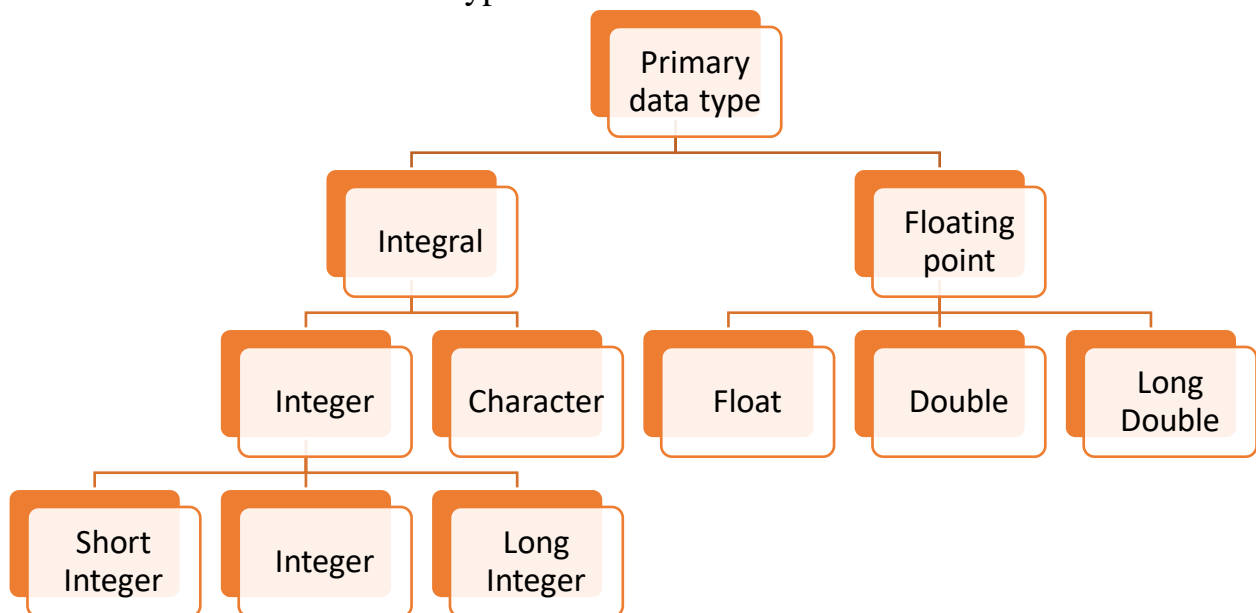 Primary
data type
Integral
Floating
point
Integer
Character
Float
Double
Long
Double
Short
Integer
Integer
Long
Integer